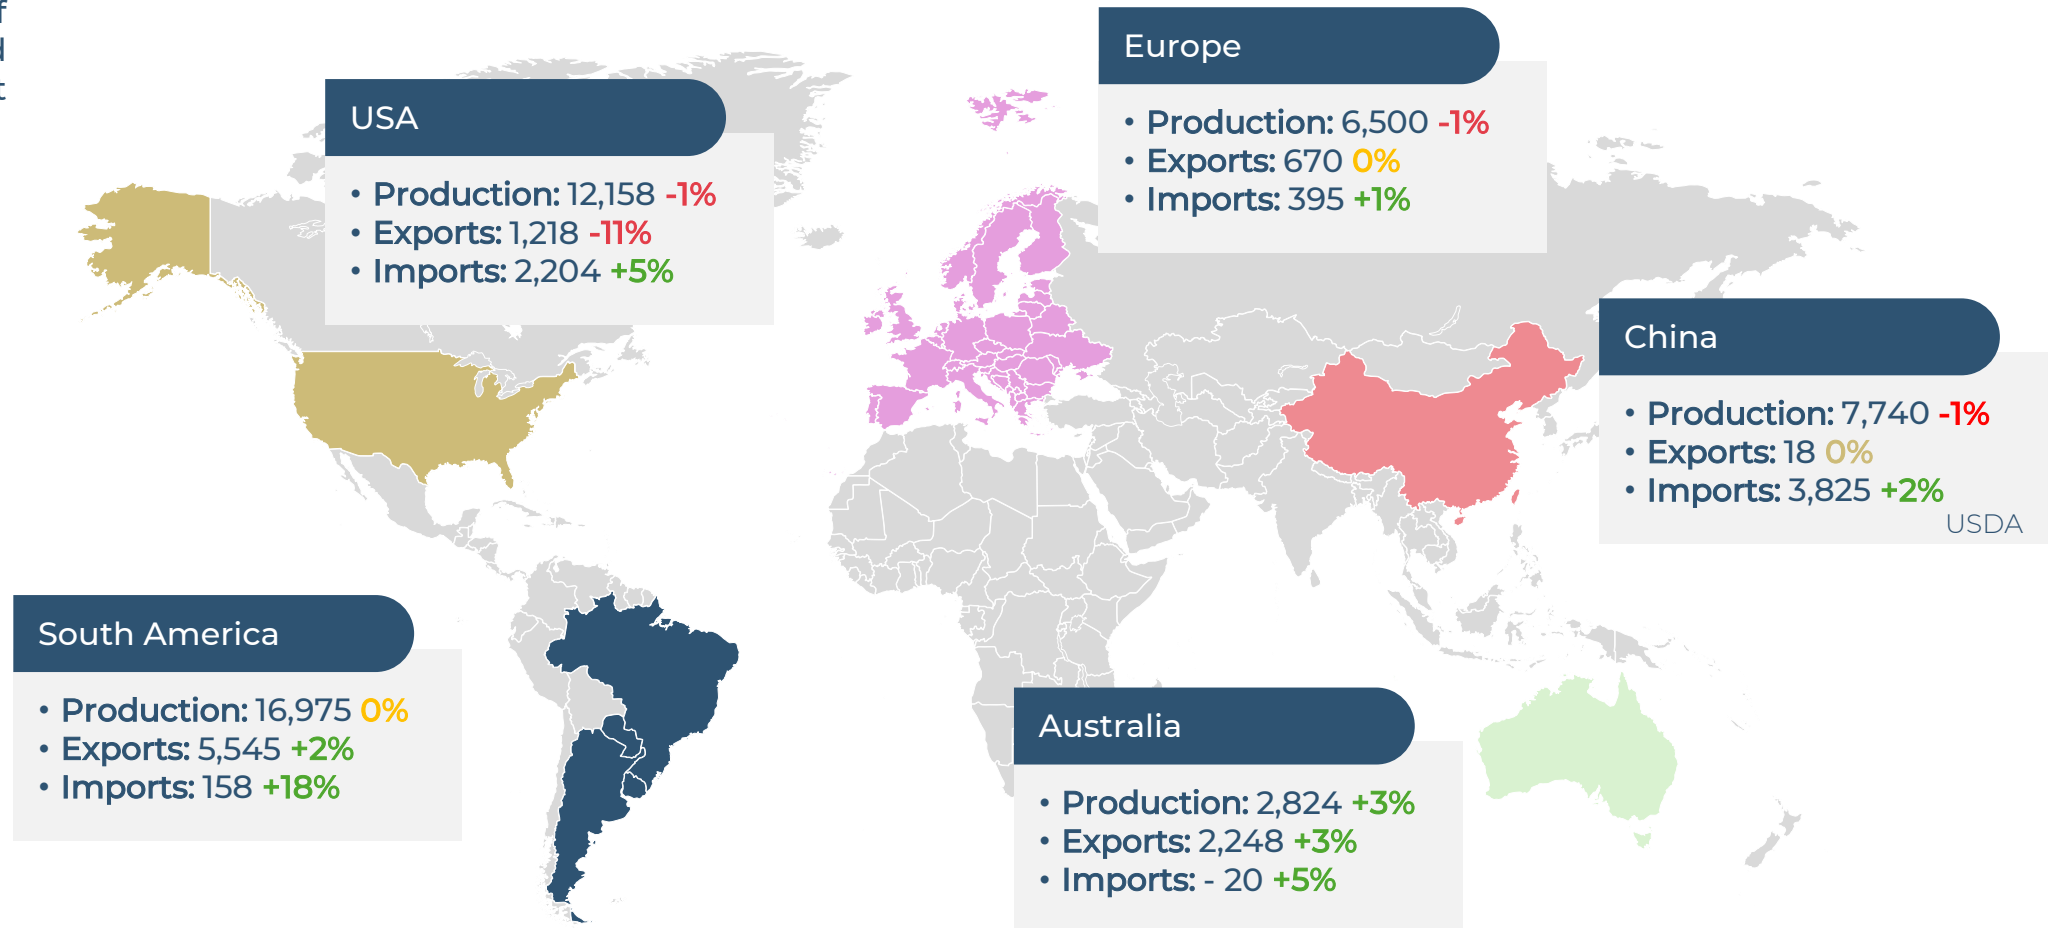 USA
• Production: 12,158 -1%
• Exports: 1,218 -11%
• Imports: 2,204 +5%
Europe
• Production: 6,500 -1%
• Exports: 670 0%
• Imports: 395 +1%
China
• Production: 7,740 -1%
• Exports: 18 0%
• Imports: 3,825 +2%
USDA
South America
• Production: 16,975 0%
• Exports: 5,545 +2%
• Imports: 158 +18%
Australia
• Production: 2,824 +3%
• Exports: 2,248 +3%
• Imports: - 20 +5%